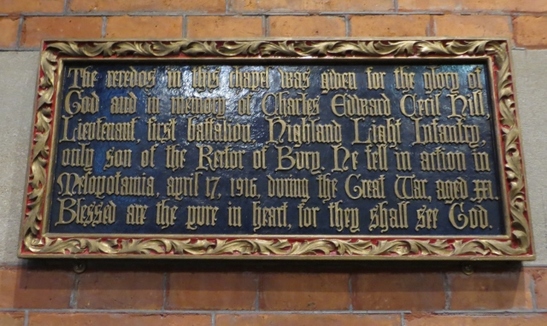 The reredos in this chapel was given for the glory of
God and in memory of Charles Edward Cecil Hill
Lieutenant first battalion Highland Light Infantry,
only son of the Rector of Bury. He fell in action in
Mesopotamia, april 17, 1916, during the Great War, aged XXI.
Blessed are the pure in heart, for they shall see God.